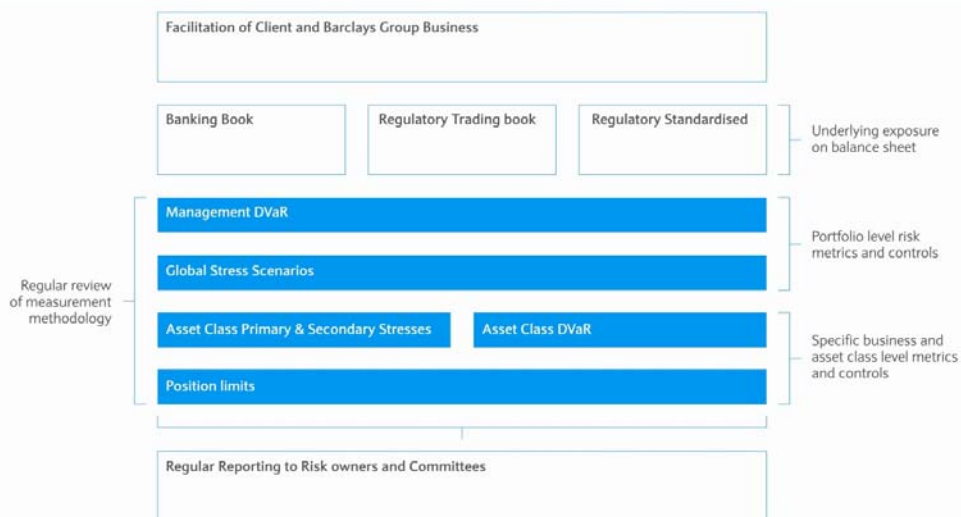 Facilitation of Client and Barclays Group Business
Banking Book
Regulatory Trading book
Regulatory Standardised
Underlying exposure
on balance sheet
Management DVaR
Global Stress Scenarios
Portfolio level risk
metrics and controls
Regular review
of measurement
methodology
Asset Class Primary & Secondary Stresses
Asset Class DVaR
Position limits
Specific business and
asset class level metrics
and controls
Regular Reporting to Risk owners and Committees